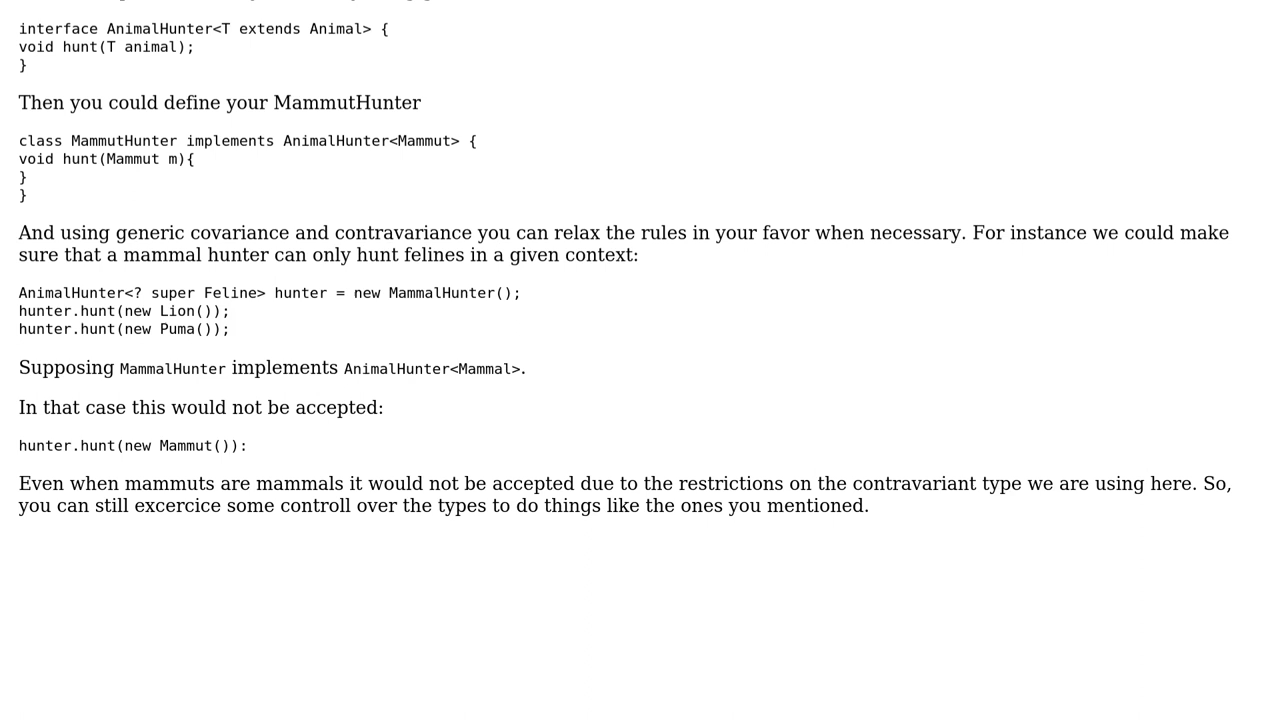 interface AnimalHunter<T extends Animal> {
void hunt(T animal);
}
Then you could define your MammutHunter
class MammutHunter implements AnimalHunter<Mammut> {
void hunt(Mammut m){
}
}
And using generic covariance and contravariance you can relax the rules in your favor when necessary. For instance we could make
sure that a mammal hunter can only hunt felines in a given context:
AnimalHunter<? super Feline> hunter = new MammalHunter();
hunter.hunt(new Lion());
hunter.hunt(new Puma());
Supposing MammalHunter implements AnimalHunter<Mammal>.
In that case this would not be accepted:
hunter.hunt(new Mammut()):
Even when mammuts are mammals it would not be accepted due to the restrictions on the contravariant type we are using here. So,
you can still excercice some controll over the types to do things like the ones you mentioned.